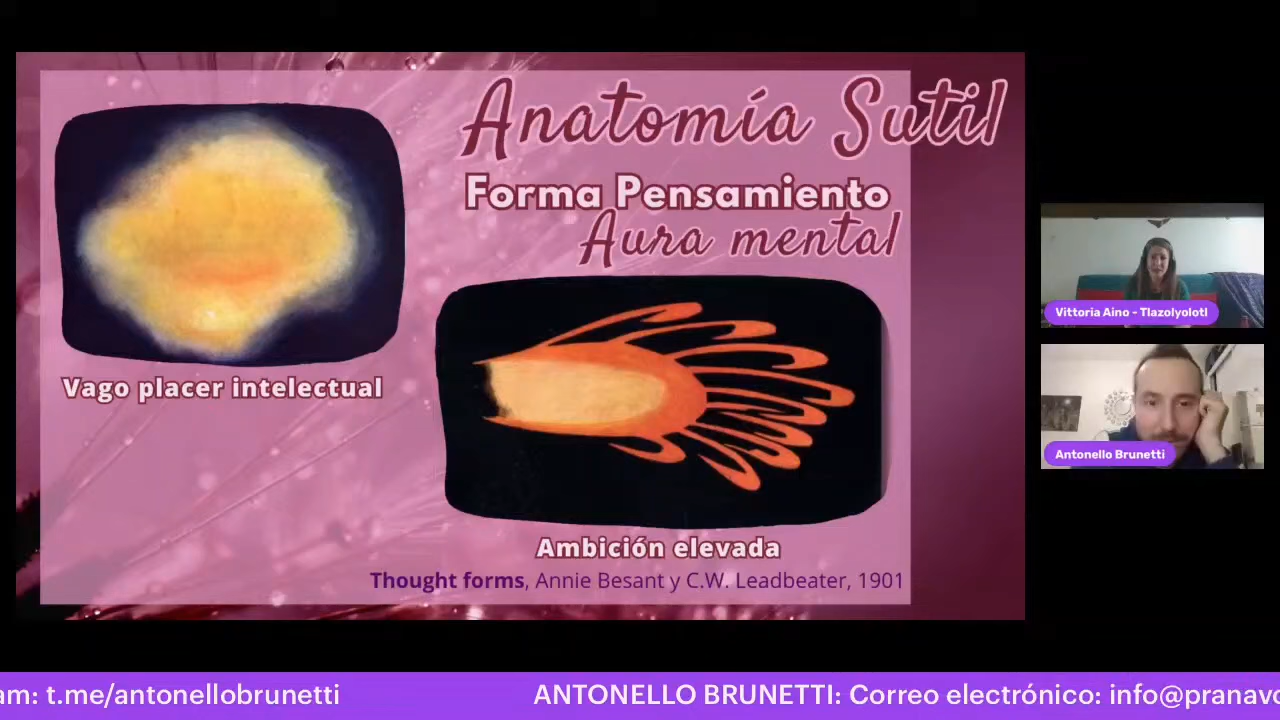 Anatomía Sutil
Forma Pensamiento
Aura mental
Vago placer intelectual
Ambición elevada
Thought forms, Annie Besant y C.W. Leadbeater, 1901
Vittoria Aino - Tlazolyolotl
Antonello Brunetti
am: t.me/antonellobrunetti ANTONELLO BRUNETTI: Correo electrónico: info@pranav